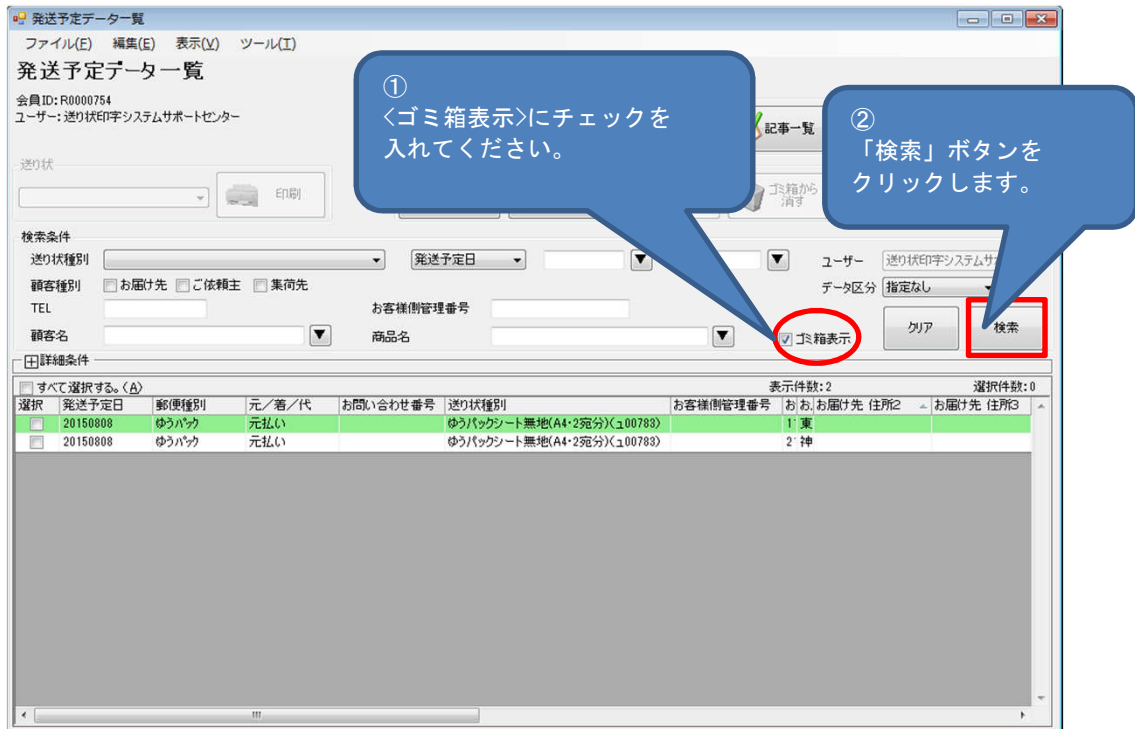 発送予定データ一覧
ファイル(F) 編集(E) 表示(V) ツール(T)
発送予定データ一覧
会員ID:R0000754
ユーザー:送り状印字システムサポートセンター
①
<ゴミ箱表示>にチェックを
入れてください。
記事一覧
②
「検索」ボタンを
クリックします。
送り状
印刷
ゴミ箱から
消す
検索条件
送り状種別 発送予定日 ユーザー 送り状印字システムサ
顧客種別 お届け先 ご依頼主 集荷先 データ区分 指定なし
TEL お客様側管理番号
顧客名 商品名 ゴミ箱表示 クリア 検索
詳細条件
すべて選択する。(A) 表示件数:2 選択件数:0
選択 発送予定日 郵便種別 元/着/代 お問い合わせ番号 送り状種別 お客様側管理番号 お お. お届け先 住所2 お届け先 住所3
20150808 ゆうパック 元払い ゆうパックシート無地(A4・2宛分)(ュ00783) 1 東
20150808 ゆうパック 元払い ゆうパックシート無地(A4・2宛分)(ュ00783) 2 神